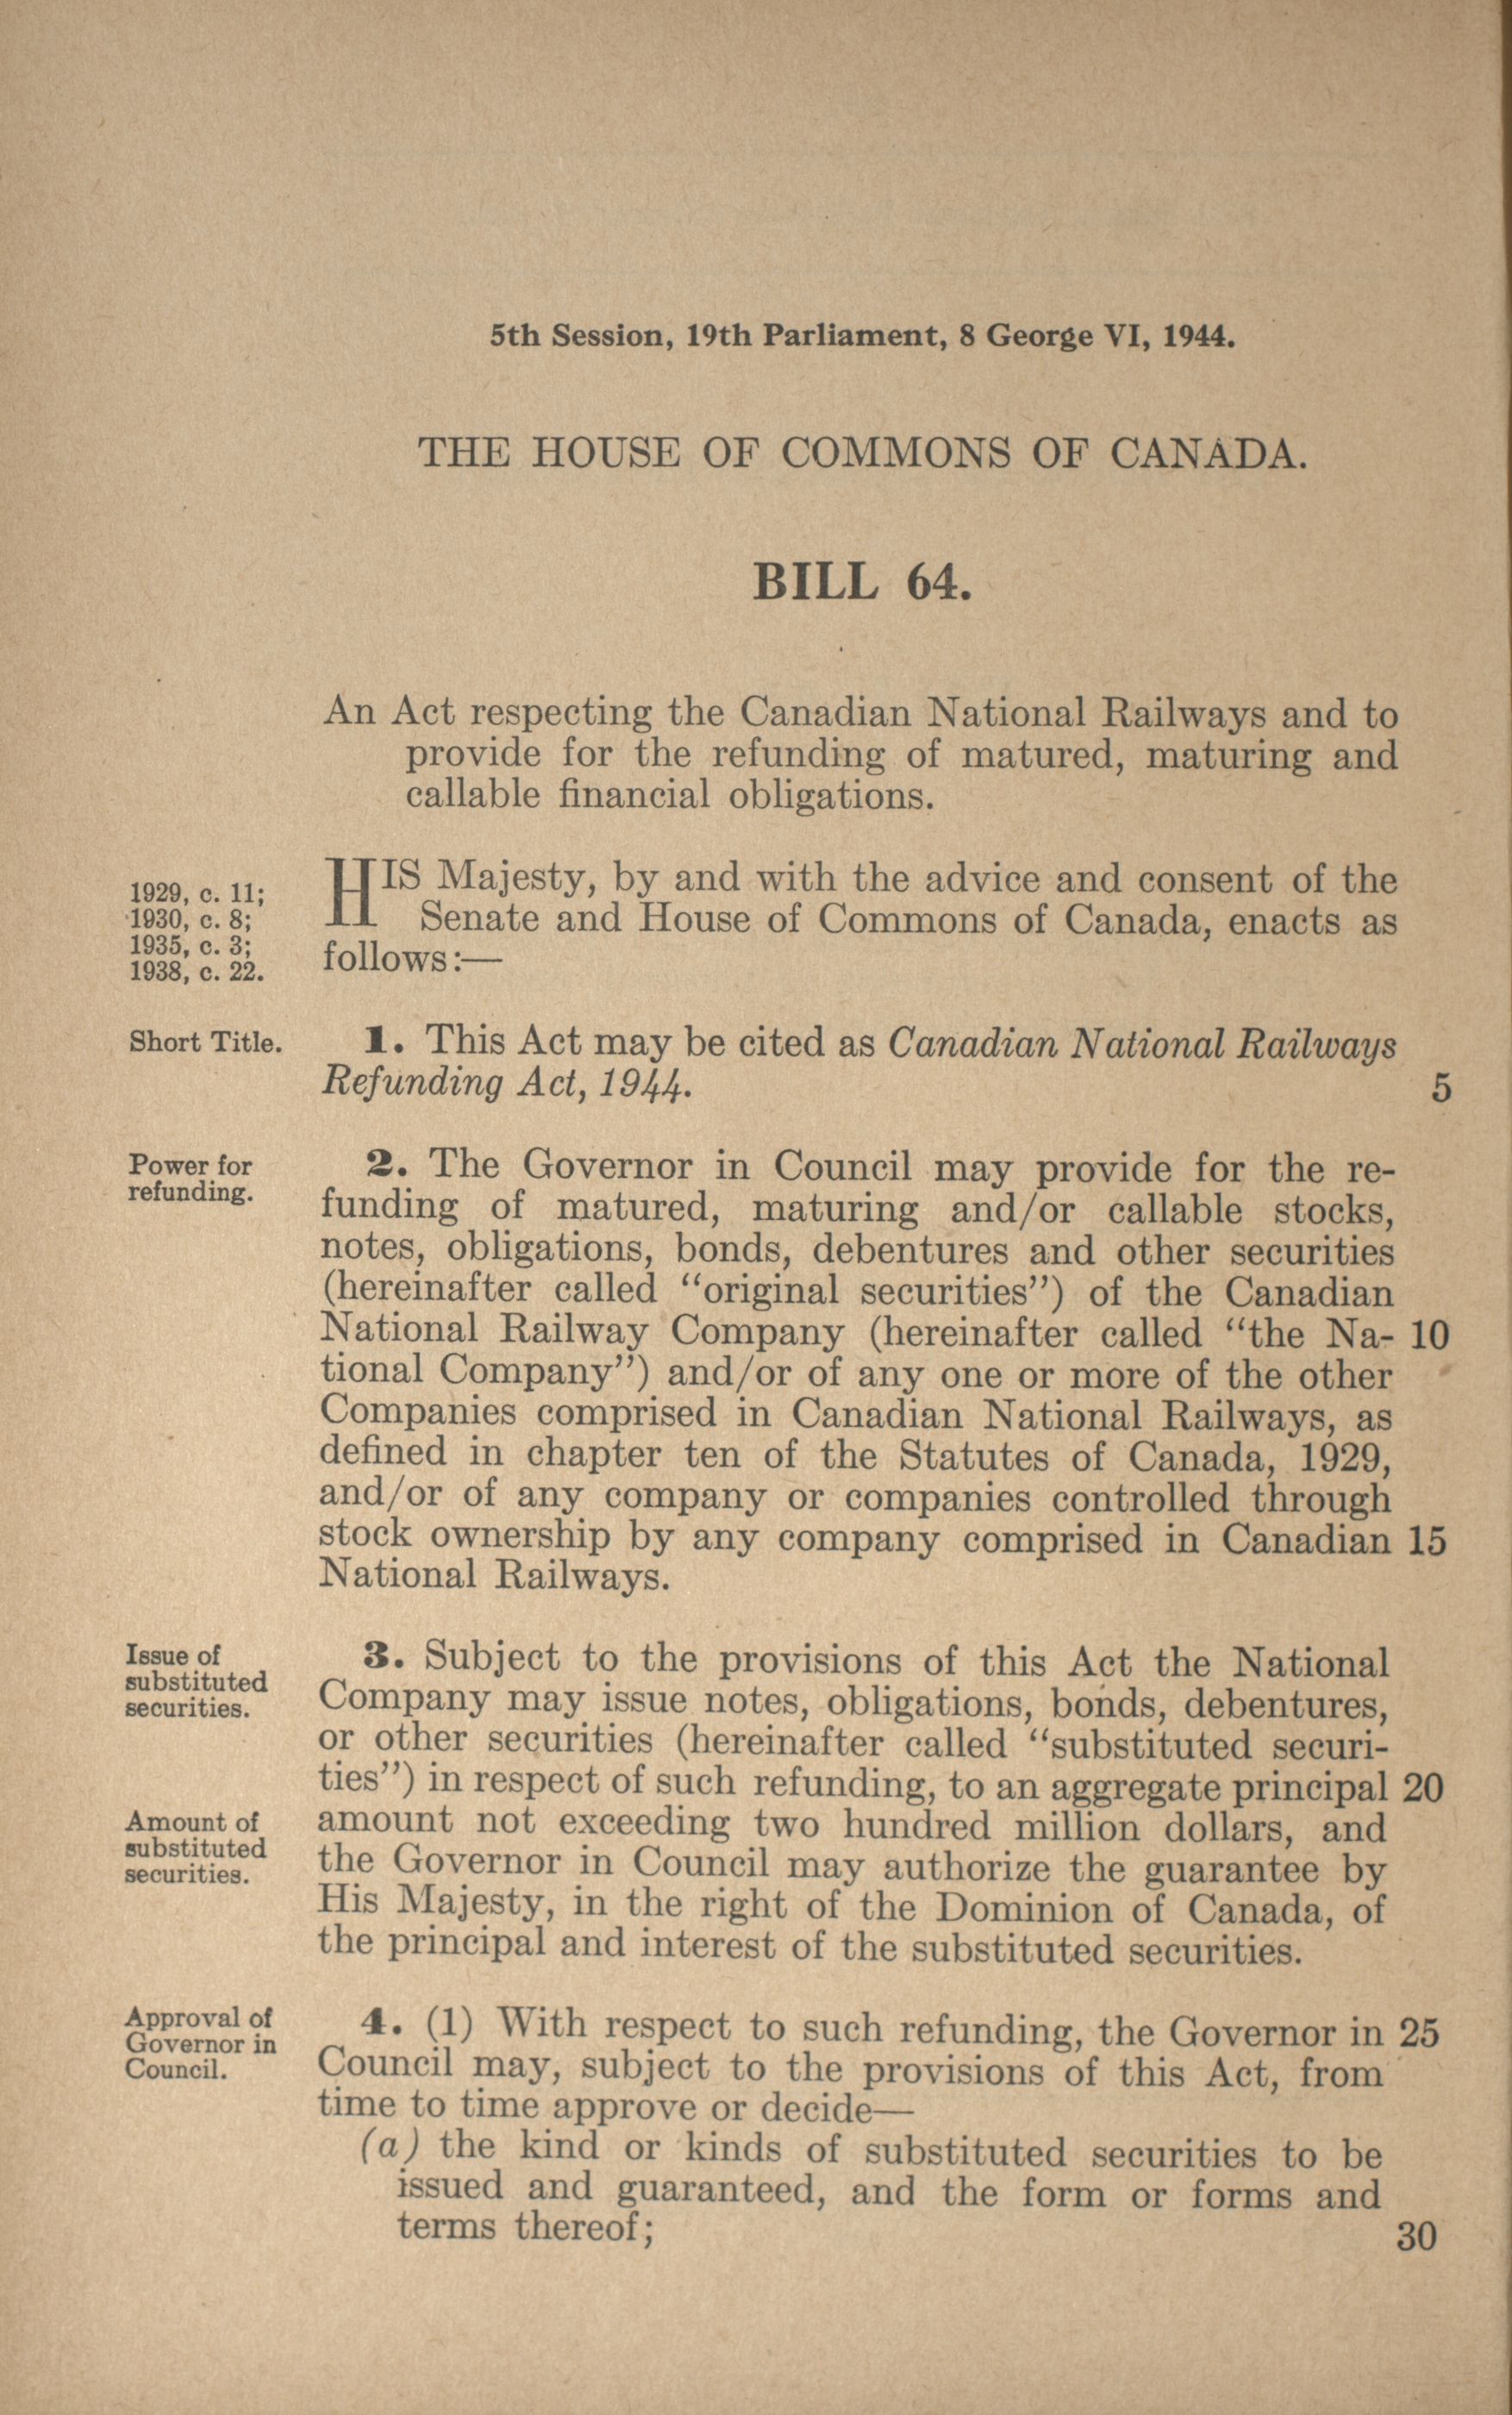 5th Session, 19th Parliament, 8 George VI, 1944.
THE HOUSE OF COMMONS OF CANADA.
BILL 64.
An Act respecting the Canadian National Railways and to
provide for the refunding of matured, maturing and
callable financial obligations.
1929, c. 11;
1930, c. 8;
1935, c. 3;
1938, c. 22.
HIS Majesty, by and with the advice and consent of the
Senate and House of Commons of Canada, enacts as
follows:—
Short Title.
1. This Act may be cited as Canadian National Railways
Refunding Act, 1944. 5
Power for
refunding.
2. The Governor in Council may provide for the re-
funding of matured, maturing and/or callable stocks,
notes, obligations, bonds, debentures and other securities
(hereinafter called "original securities") of the Canadian
National Railway Company (hereinafter called "the Na- 10
tional Company") and/or of any one or more of the other
Companies comprised in Canadian National Railways, as
defined in chapter ten of the Statutes of Canada, 1929,
and/or of any company or companies controlled through
stock ownership by any company comprised in Canadian 15
National Railways.
Issue of
substituted
securities.
3. Subject to the provisions of this Act the National
Company may issue notes, obligations, bonds, debentures,
or other securities (hereinafter called "substituted securi-
ties") in respect of such refunding, to an aggregate principal 20
Amount of
substituted
securities.
amount not exceeding two hundred million dollars, and
the Governor in Council may authorize the guarantee by
His Majesty, in the right of the Dominion of Canada, of
the principal and interest of the substituted securities.
Approval of
Governor in
Council.
4. (1) With respect to such refunding, the Governor in 25
Council may, subject to the provisions of this Act, from
time to time approve or decide—
(a) the kind or kinds of substituted securities to be
issued and guaranteed, and the form or forms and
terms thereof; 30